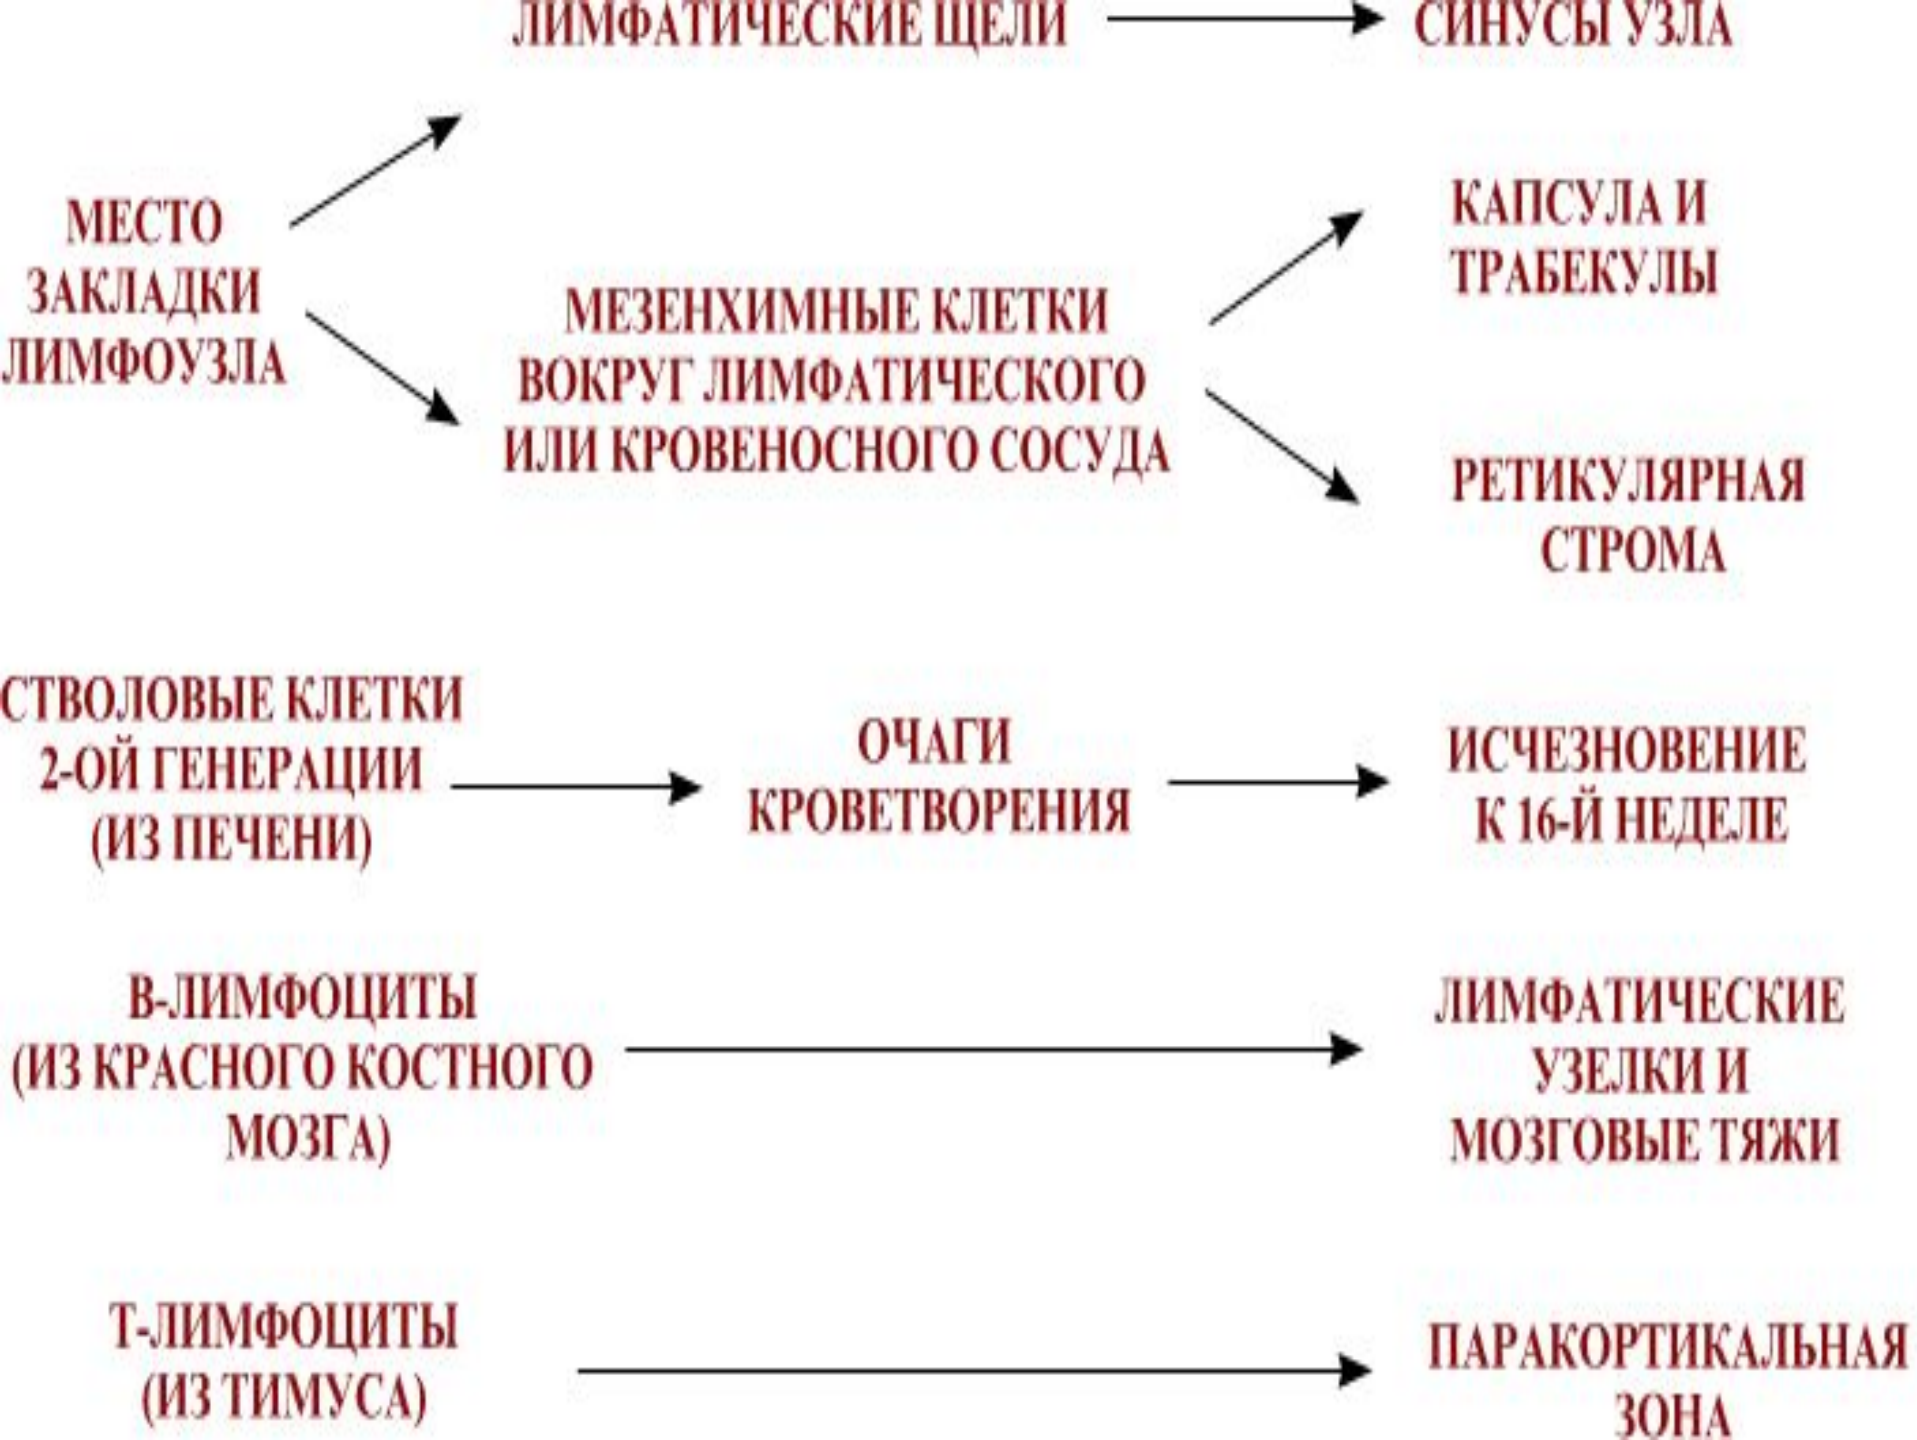 ЛИМФАТИЧЕСКИЕ ЩЕЛИ
СИНУСЫ УЗЛА
МЕСТО
ЗАКЛАДКИ
ЛИМФОУЗЛА
МЕЗЕНХИМНЫЕ КЛЕТКИ
ВОКРУГ ЛИМФАТИЧЕСКОГО
ИЛИ КРОВЕНОСНОГО СОСУДА
КАПСУЛА И
ТРАБЕКУЛЫ
РЕТИКУЛЯРНАЯ
СТРОМА
СТВОЛОВЫЕ КЛЕТКИ
2-ОЙ ГЕНЕРАЦИИ
(ИЗ ПЕЧЕНИ)
ОЧАГИ
КРОВЕТВОРЕНИЯ
ИСЧЕЗНОВЕНИЕ
К 16-Й НЕДЕЛЕ
В-ЛИМФОЦИТЫ
(ИЗ КРАСНОГО КОСТНОГО
МОЗГА)
ЛИМФАТИЧЕСКИЕ
УЗЕЛКИ И
МОЗГОВЫЕ ТЯЖИ
Т-ЛИМФОЦИТЫ
(ИЗ ТИМУСА)
ПАРАКОРТИКАЛЬНАЯ
ЗОНА